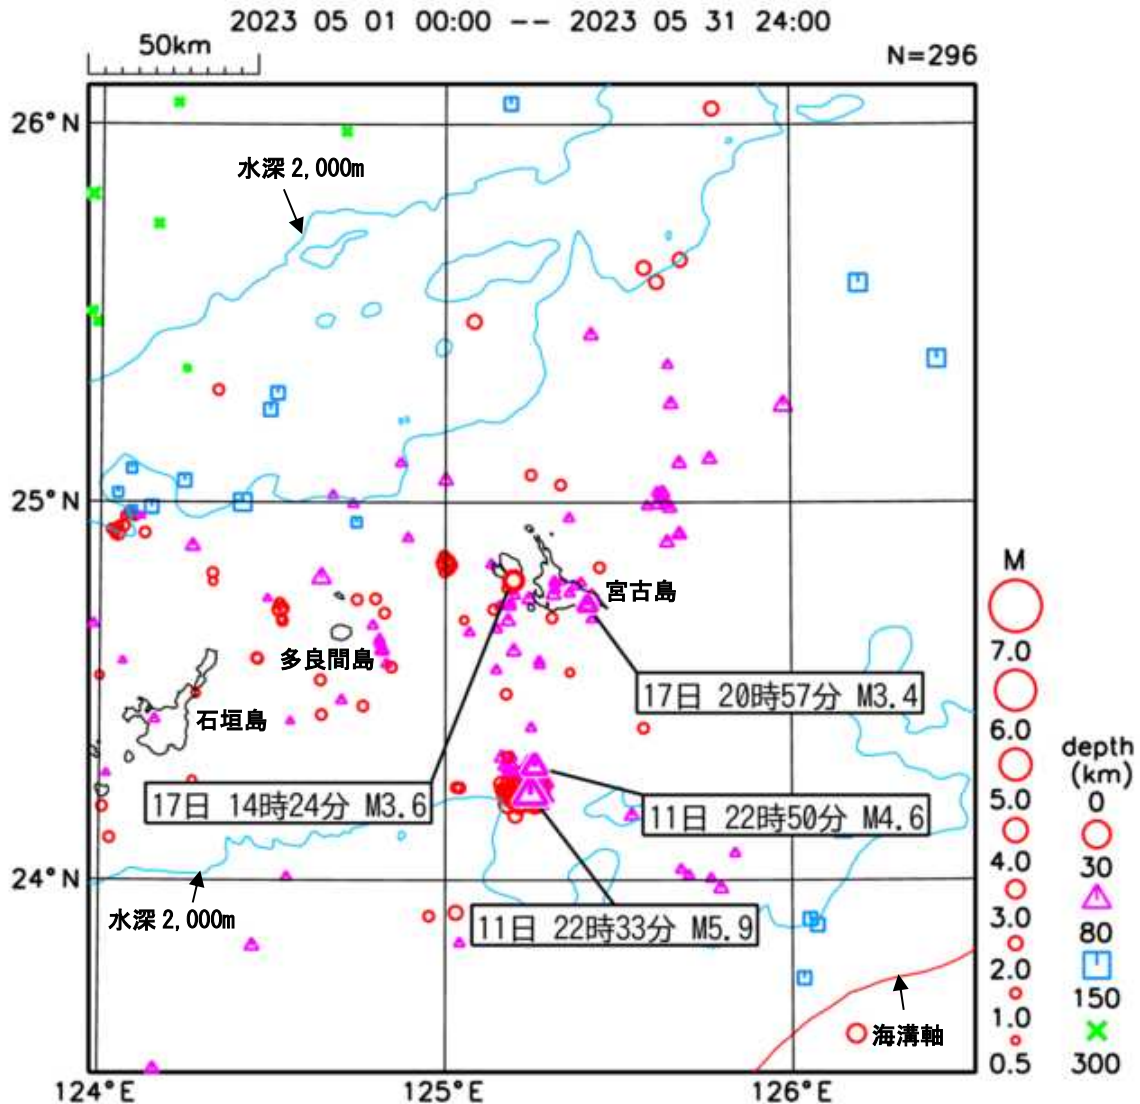 2023 05 01 00:00 -- 2023 05 31 24:00
50km
N=296
26°N
水深2,000m
25°N
宮古島
多良間島
石垣島
17日 20時57分 M3.4
17日 14時24分 M3.6
11日 22時50分 M4.6
24°N
水深2,000m
11日 22時33分 M5.9
海溝軸
124°E
125°E
126°E
M
7.0
6.0
5.0
4.0
3.0
2.0
1.0
0.5
depth
(km)
0
30
80
150
300